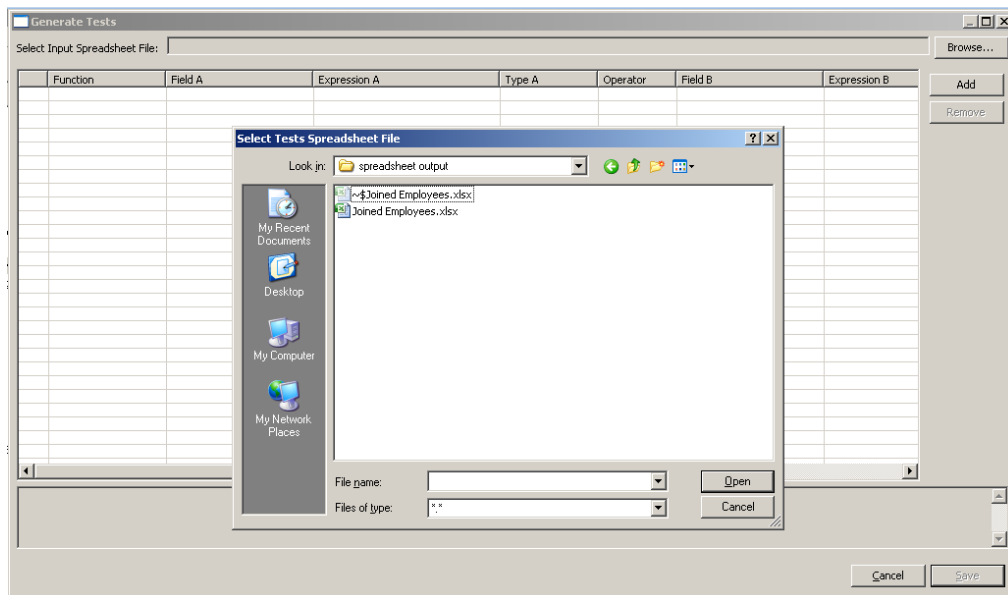 Generate Tests
Select Input Spreadsheet File:
Browse...
Function Field A Expression A Type A Operator Field B Expression B
Add
Remove
Select Tests Spreadsheet File
Look in: spreadsheet output
~$Joined Employees.xlsx
Joined Employees.xlsx
My Recent
Documents
Desktop
My Computer
My Network
Places
File name:
Open
Files of type: *.*
Cancel
Cancel Save